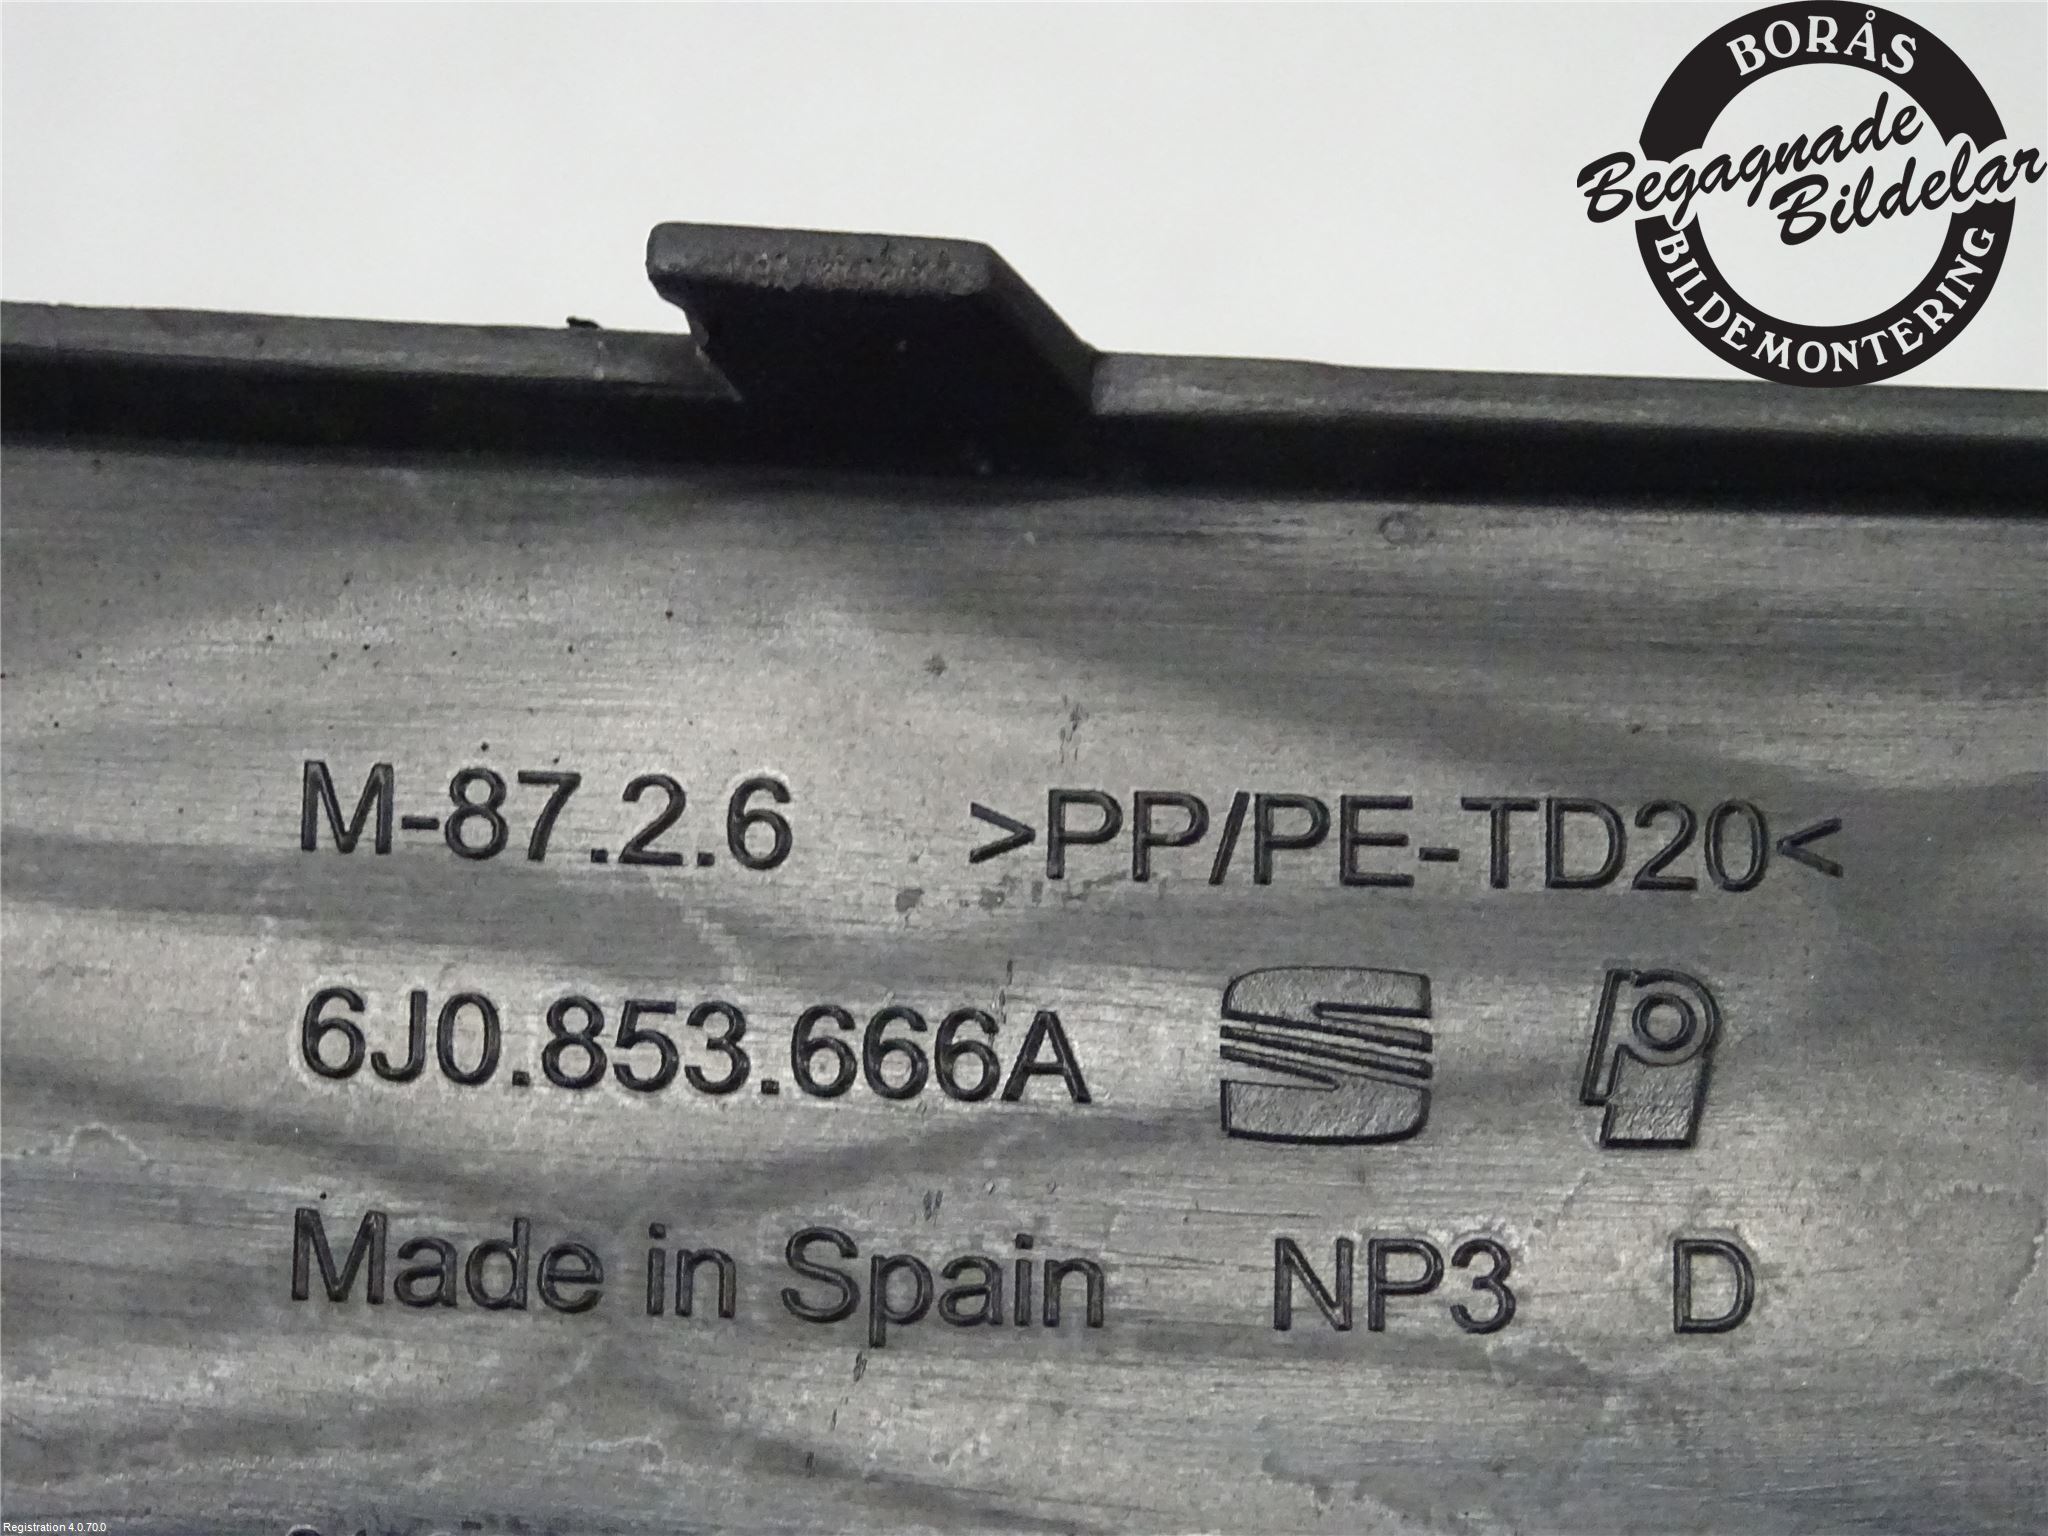 BORÅS
Begagnade
Bildelar
BILDEMONTERING
M-87.2.6 >PP/PE-TD20<
6J0.853.666A
Made in Spain NP3 D
Registration 4.0.70.0